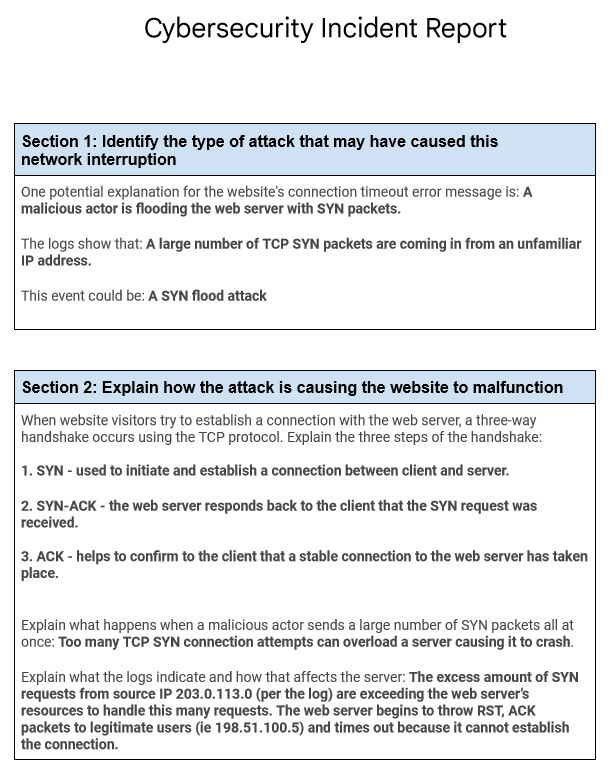 Cybersecurity Incident Report
Section 1: Identify the type of attack that may have caused this
network interruption
One potential explanation for the website's connection timeout error message is: A
malicious actor is flooding the web server with SYN packets.
The logs show that: A large number of TCP SYN packets are coming in from an unfamiliar
IP address.
This event could be: A SYN flood attack
Section 2: Explain how the attack is causing the website to malfunction
When website visitors try to establish a connection with the web server, a three-way
handshake occurs using the TCP protocol. Explain the three steps of the handshake:
1. SYN - used to initiate and establish a connection between client and server.
2. SYN-ACK - the web server responds back to the client that the SYN request was
received.
3. ACK - helps to confirm to the client that a stable connection to the web server has taken
place.
Explain what happens when a malicious actor sends a large number of SYN packets all at
once: Too many TCP SYN connection attempts can overload a server causing it to crash.
Explain what the logs indicate and how that affects the server: The excess amount of SYN
requests from source IP 203.0.113.0 (per the log) are exceeding the web server's
resources to handle this many requests. The web server begins to throw RST, ACK
packets to legitimate users (ie 198.51.100.5) and times out because it cannot establish
the connection.